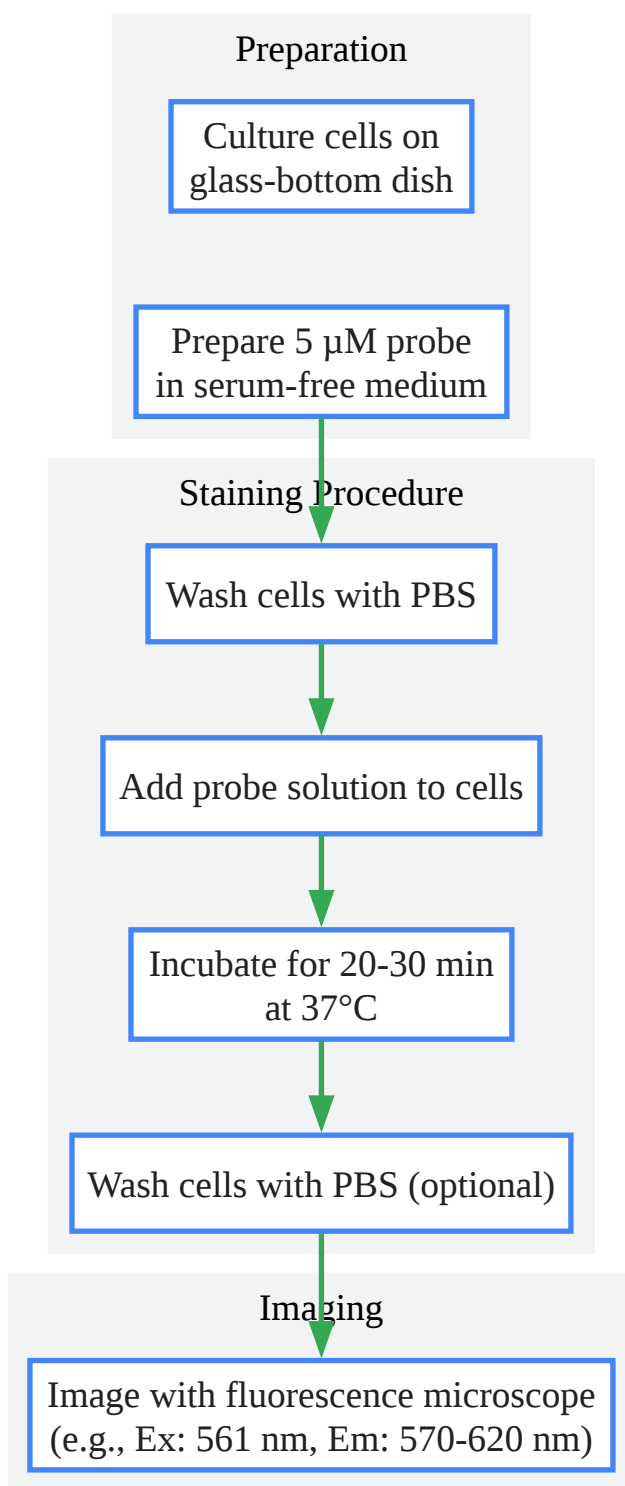 Preparation
Culture cells on
glass-bottom dish
Prepare 5 µM probe
in serum-free medium
Staining Procedure
Wash cells with PBS
Add probe solution to cells
Incubate for 20-30 min
at 37°C
Wash cells with PBS (optional)
Imaging
Image with fluorescence microscope
(e.g., Ex: 561 nm, Em: 570-620 nm)